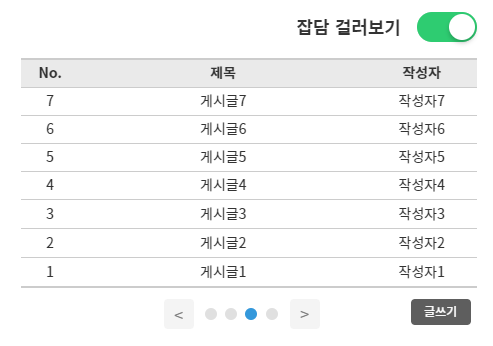 잡담 걸러보기
No. 제목 작성자
7 게시글7 작성자7
6 게시글6 작성자6
5 게시글5 작성자5
4 게시글4 작성자4
3 게시글3 작성자3
2 게시글2 작성자2
1 게시글1 작성자1
< > 글쓰기